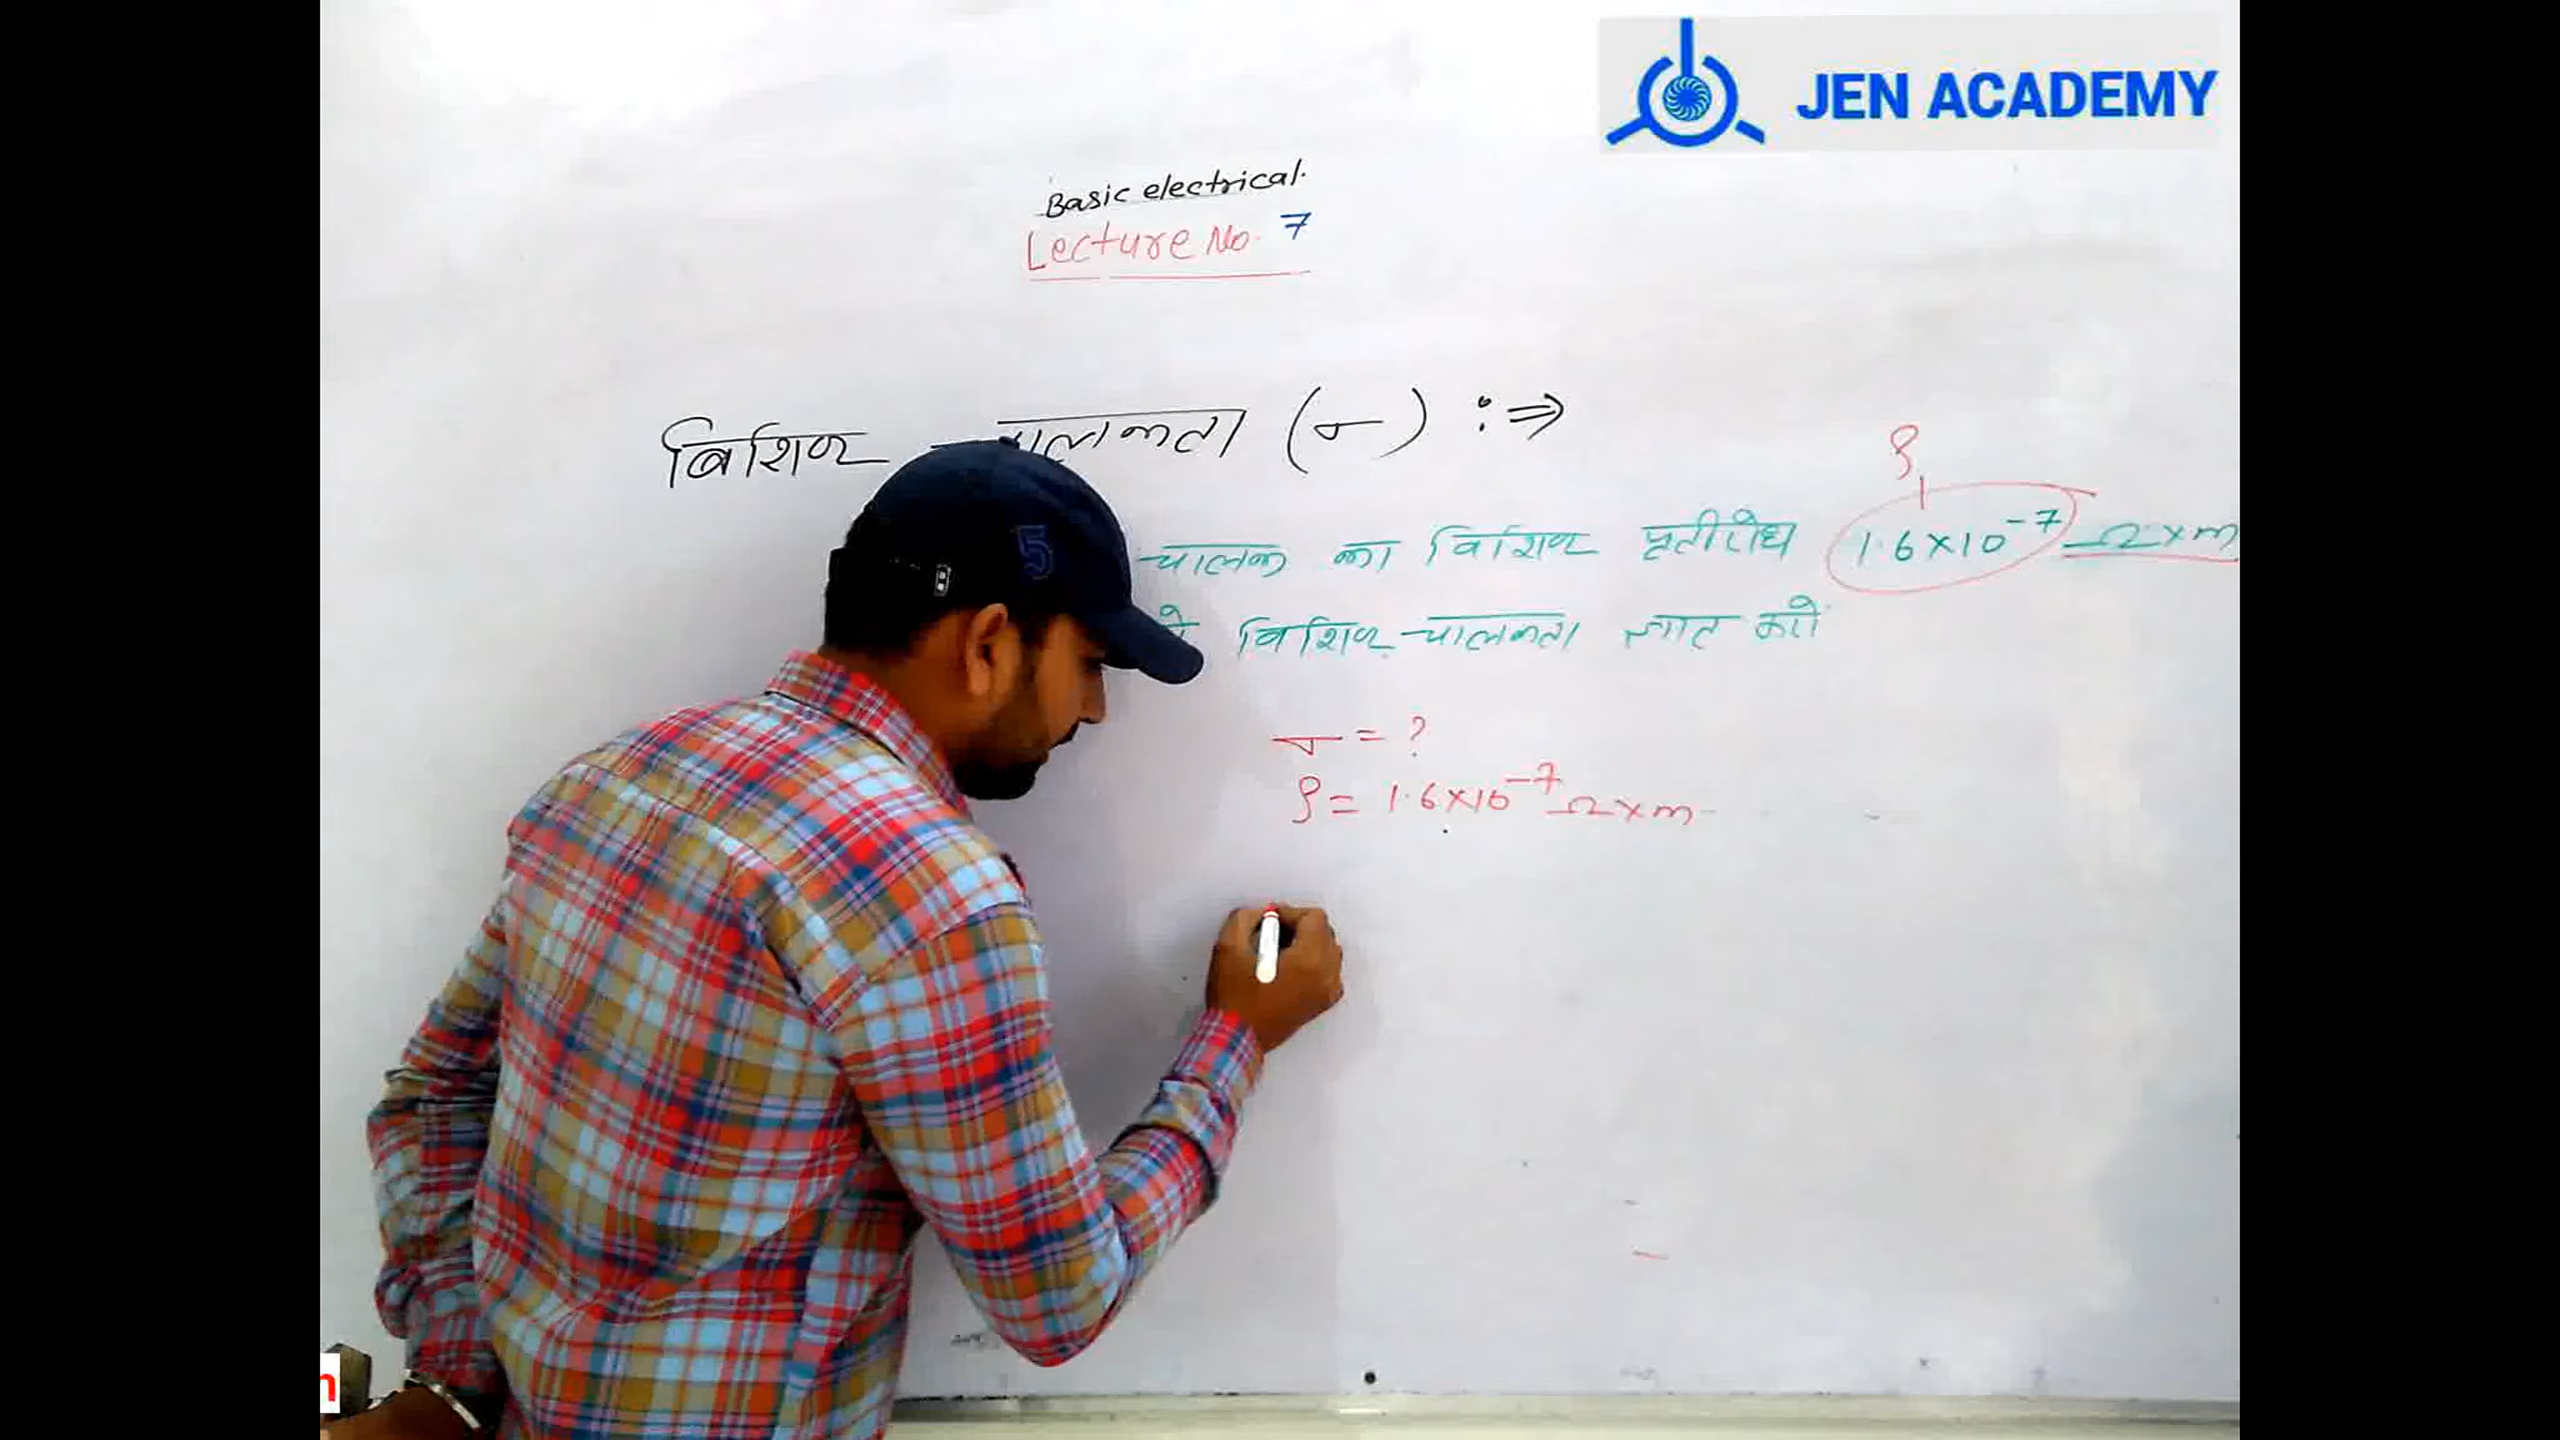 JEN ACADEMY
Basic electrical.
Lecture No. 7
विशिष्ट चालकता (σ) :⇒
ρ
चालक का विशिष्ट प्रतीरोध 1.6×10⁻⁷ Ω×m
विशिष्ट चालकता ज्ञात करो
σ = ?
ρ = 1.6×10⁻⁷ Ω×m
5